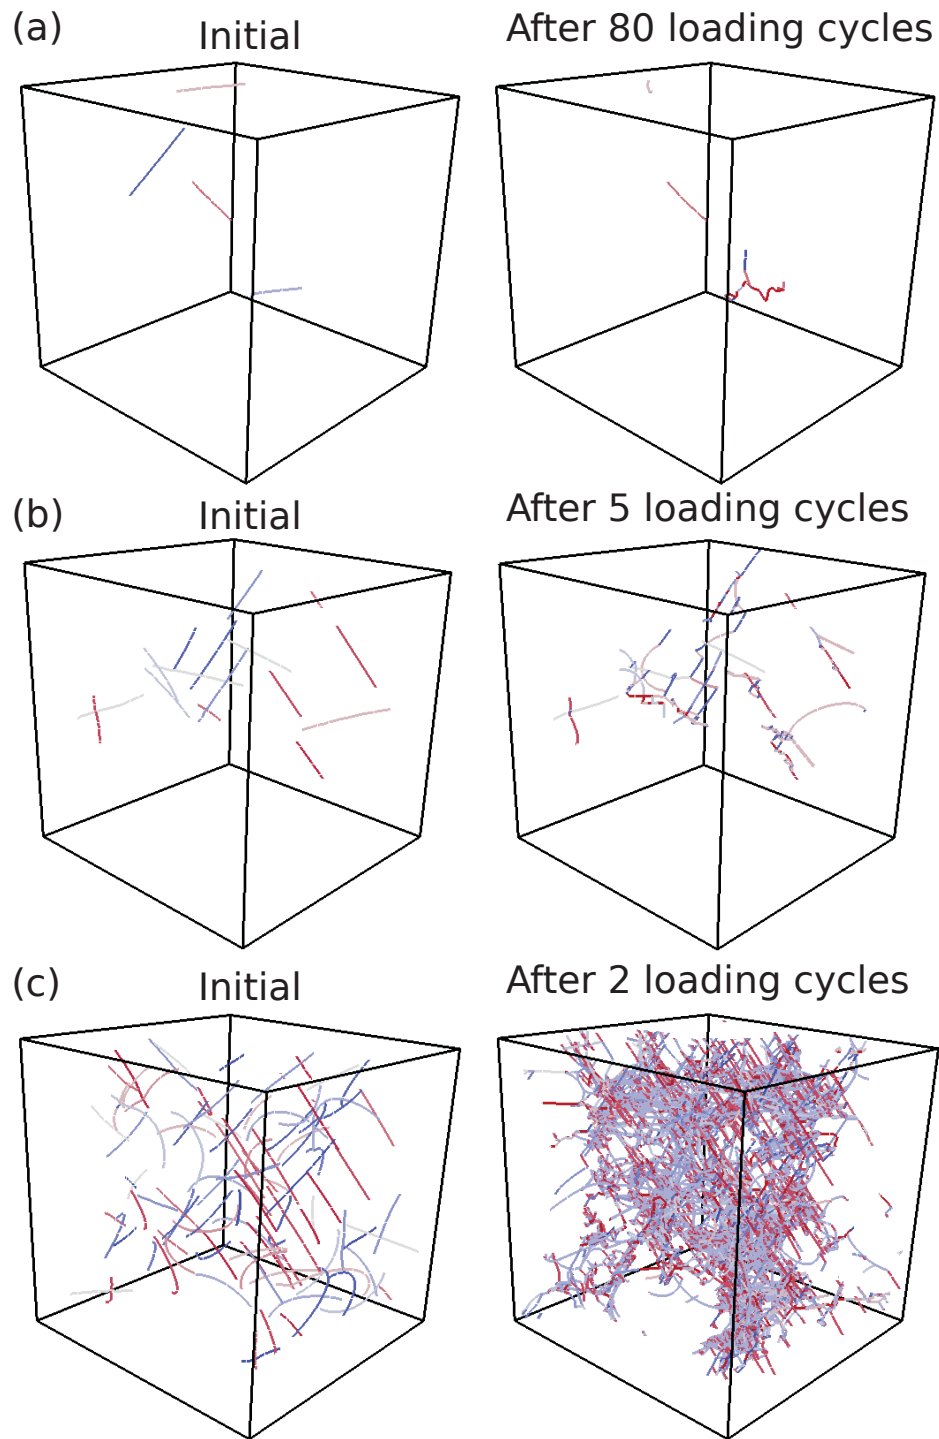 (a)
Initial
After 80 loading cycles
(b)
Initial
After 5 loading cycles
(c)
Initial
After 2 loading cycles